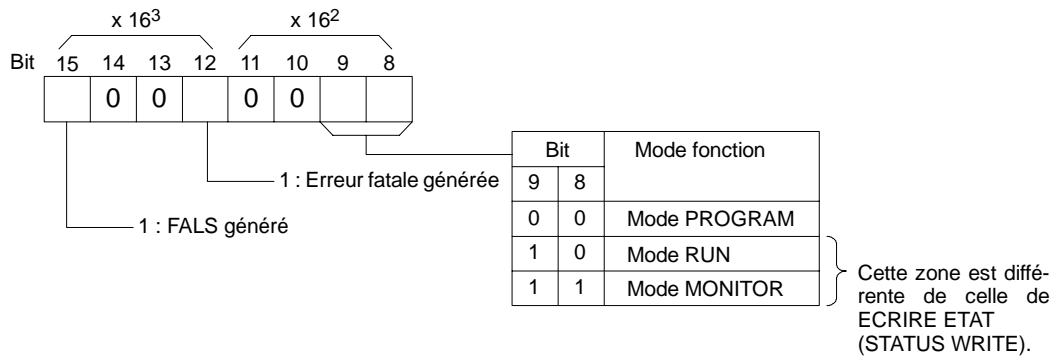 x 16³ x 16²
Bit 15 14 13 12 11 10 9 8
0 0 0 0
Bit Mode fonction
9 8
1 : Erreur fatale générée
0 0 Mode PROGRAM
1 : FALS généré
1 0 Mode RUN
1 1 Mode MONITOR
Cette zone est diffé-
rente de celle de
ECRIRE ETAT
(STATUS WRITE).